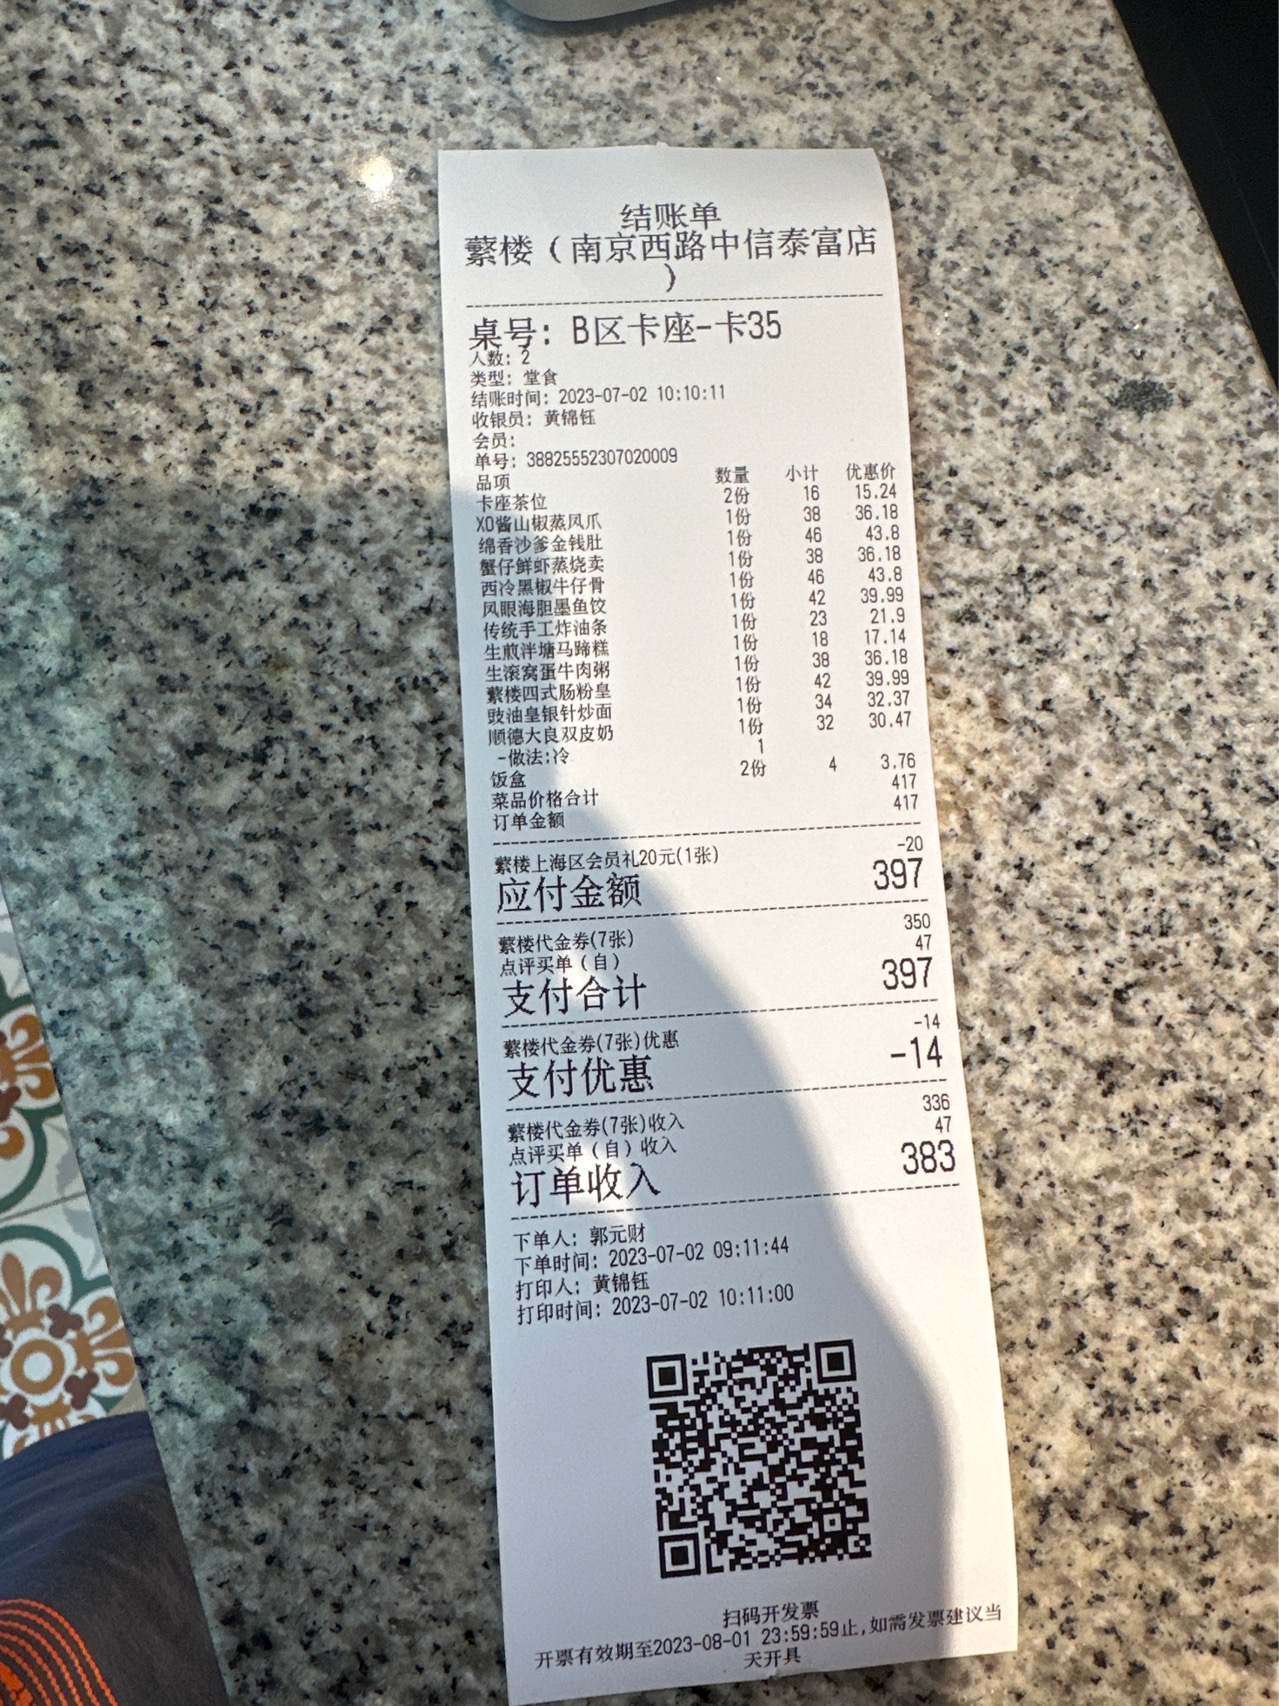 结账单
蘩楼（南京西路中信泰富店
）
桌号: B区卡座-卡35
人数: 2
类型: 堂食
结账时间: 2023-07-02 10:10:11
收银员: 黄锦钰
会员:
单号: 38825552307020009
品项 数量 小计 优惠价
卡座茶位 2份 16 15.24
XO酱山椒蒸凤爪 1份 38 36.18
绵香沙爹金钱肚 1份 46 43.8
蟹仔鲜虾蒸烧卖 1份 38 36.18
西冷黑椒牛仔骨 1份 46 43.8
凤眼海胆墨鱼饺 1份 42 39.99
传统手工炸油条 1份 23 21.9
生煎泮塘马蹄糕 1份 18 17.14
生滚窝蛋牛肉粥 1份 38 36.18
蘩楼四式肠粉皇 1份 42 39.99
豉油皇银针炒面 1份 34 32.37
顺德大良双皮奶 1份 32 30.47
-做法:冷 1
饭盒 2份 4 3.76
菜品价格合计 417
订单金额 417
蘩楼上海区会员礼20元(1张) -20
应付金额 397
蘩楼代金券(7张) 350
点评买单（自） 47
支付合计 397
蘩楼代金券(7张)优惠 -14
支付优惠 -14
蘩楼代金券(7张)收入 336
点评买单（自）收入 47
订单收入 383
下单人: 郭元财
下单时间: 2023-07-02 09:11:44
打印人: 黄锦钰
打印时间: 2023-07-02 10:11:00
扫码开发票
开票有效期至2023-08-01 23:59:59止,如需发票建议当
天开具